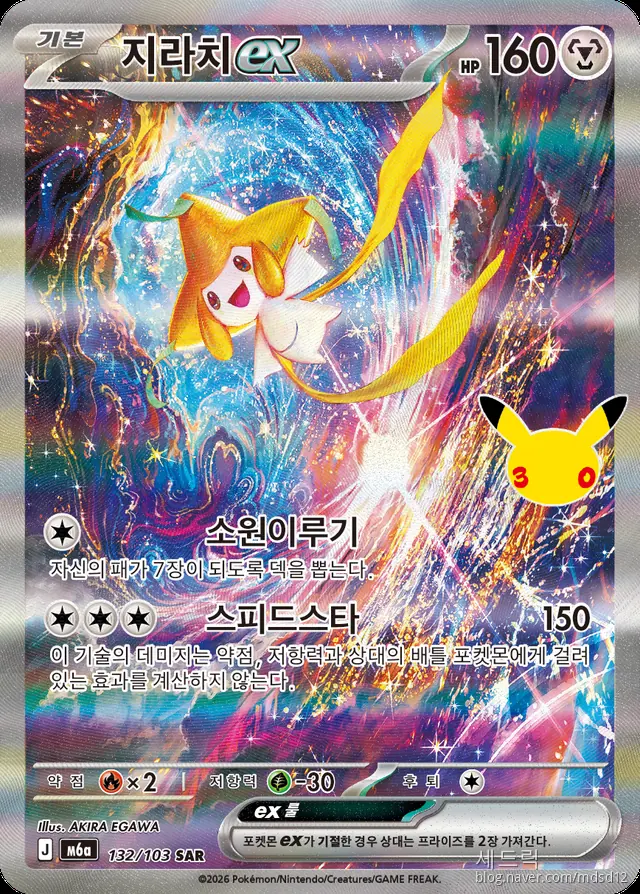 기본 지라치ex HP 160
30
소원이루기
자신의 패가 7장이 되도록 덱을 뽑는다.
스피드스타 150
이 기술의 데미지는 약점, 저항력과 상대의 배틀 포켓몬에게 걸려
있는 효과를 계산하지 않는다.
약점 ×2 저항력 -30 후퇴
ex룰
포켓몬 ex가 기절한 경우 상대는 프라이즈를 2장 가져간다.
Illus. AKIRA EGAWA
J m6a 132/103 SAR
©2026 Pokémon/Nintendo/Creatures/GAME FREAK.
세드릭
blog.naver.com/mdsd12